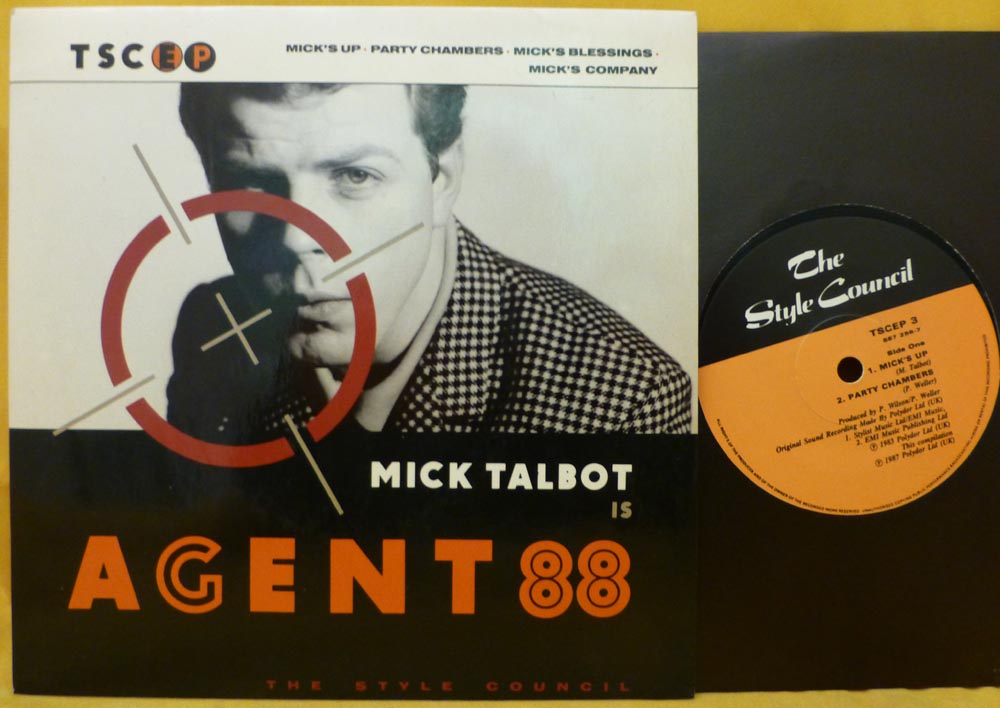 TSCEP
MICK'S UP · PARTY CHAMBERS · MICK'S BLESSINGS ·
MICK'S COMPANY
MICK TALBOT
IS
AGENT 88
THE STYLE COUNCIL
The
Style Council
TSCEP 3
887 298-7
Side One
1. MICK'S UP
(M. Talbot)
2. PARTY CHAMBERS
(P. Weller)
Produced by P. Wilson/P. Weller
Original Sound Recording Made By Polydor Ltd (UK)
1. Stylist Music Ltd/EMI Music,
2. EMI Music Publishing Ltd
℗ 1983 Polydor Ltd (UK)
This compilation
℗ 1987 Polydor Ltd (UK)